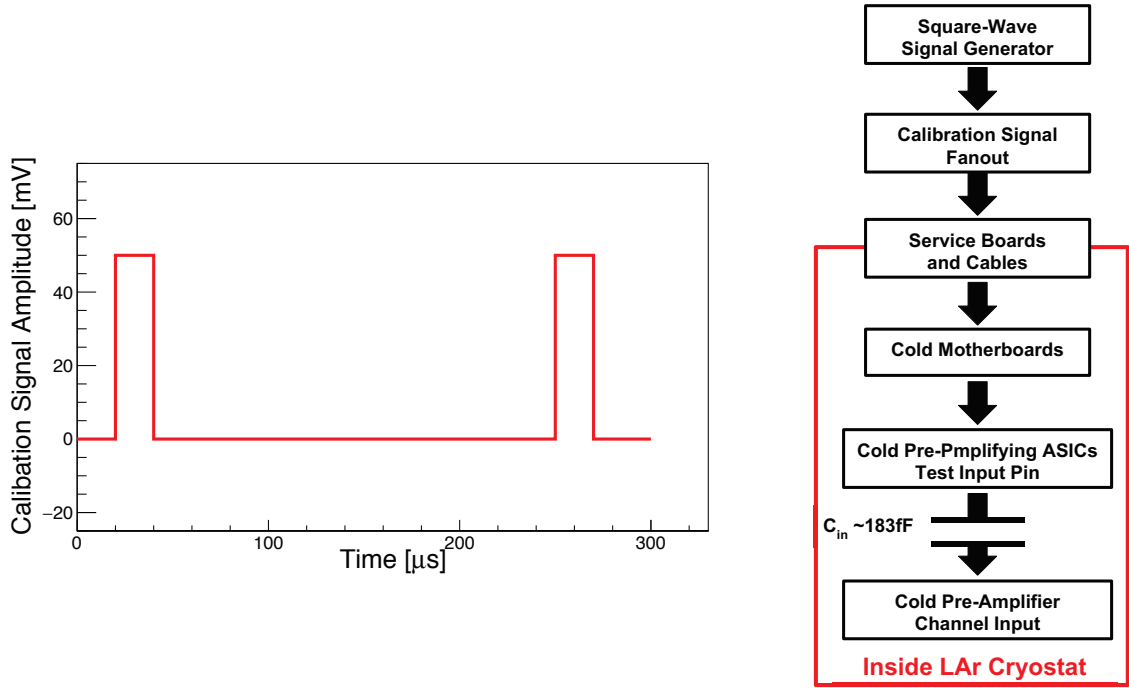 Calibation Signal Amplitude [mV]
60
40
20
0
−20
0
100
200
300
Time [μs]
Square-Wave
Signal Generator
Calibration Signal
Fanout
Service Boards
and Cables
Cold Motherboards
Cold Pre-Pmplifying ASICs
Test Input Pin
C_in ~183fF
Cold Pre-Amplifier
Channel Input
Inside LAr Cryostat